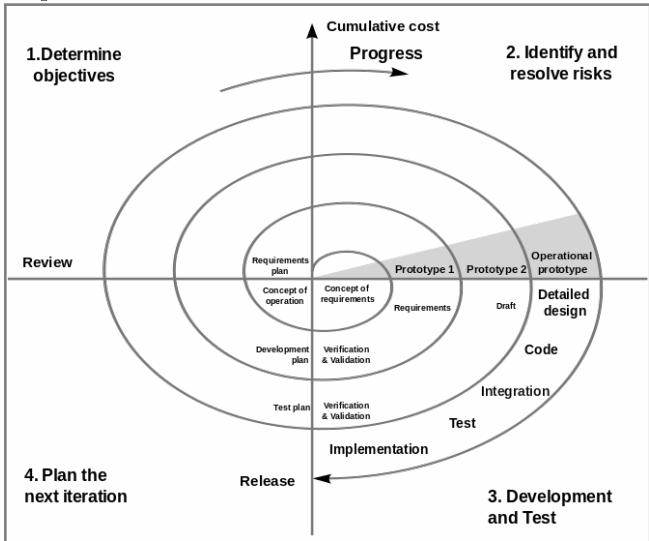 Cumulative cost
1.Determine
objectives
Progress
2. Identify and
resolve risks
Review
Requirements
plan
Prototype 1
Prototype 2
Operational
prototype
Concept of
operation
Concept of
requirements
Requirements
Draft
Detailed
design
Development
plan
Verification
& Validation
Code
Integration
Test plan
Verification
& Validation
Test
Implementation
4. Plan the
next iteration
Release
3. Development
and Test